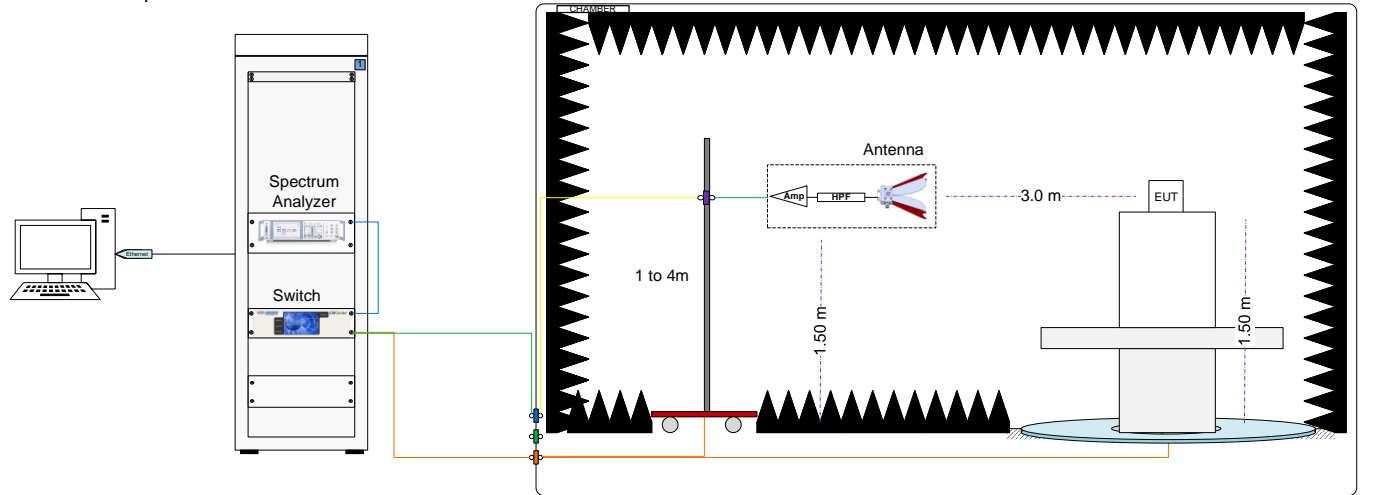 CHAMBER
1
Antenna
Spectrum
Analyzer
Amp
HPF
3.0 m
EUT
Ethernet
1 to 4m
Switch
1.50 m
1.50 m